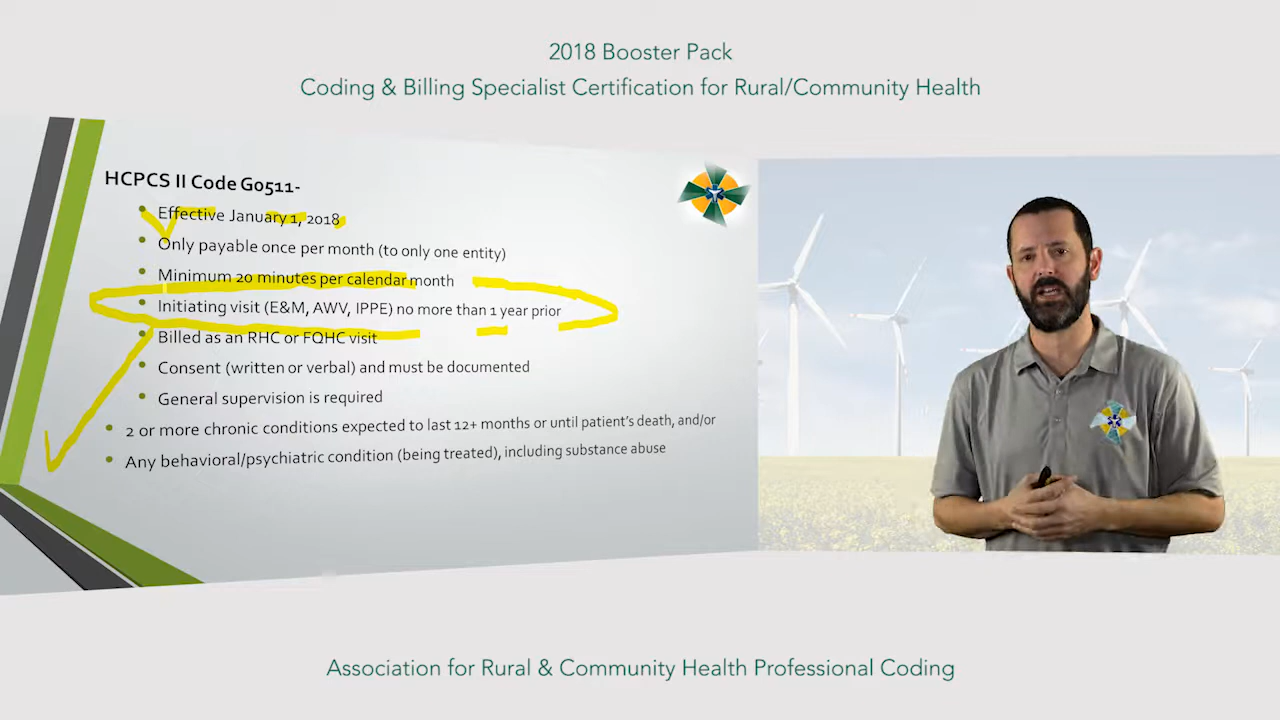 2018 Booster Pack
Coding & Billing Specialist Certification for Rural/Community Health
HCPCS II Code G0511-
Effective January 1, 2018
Only payable once per month (to only one entity)
Minimum 20 minutes per calendar month
Initiating visit (E&M, AWV, IPPE) no more than 1 year prior
Billed as an RHC or FQHC visit
Consent (written or verbal) and must be documented
General supervision is required
2 or more chronic conditions expected to last 12+ months or until patient's death, and/or
Any behavioral/psychiatric condition (being treated), including substance abuse
Association for Rural & Community Health Professional Coding